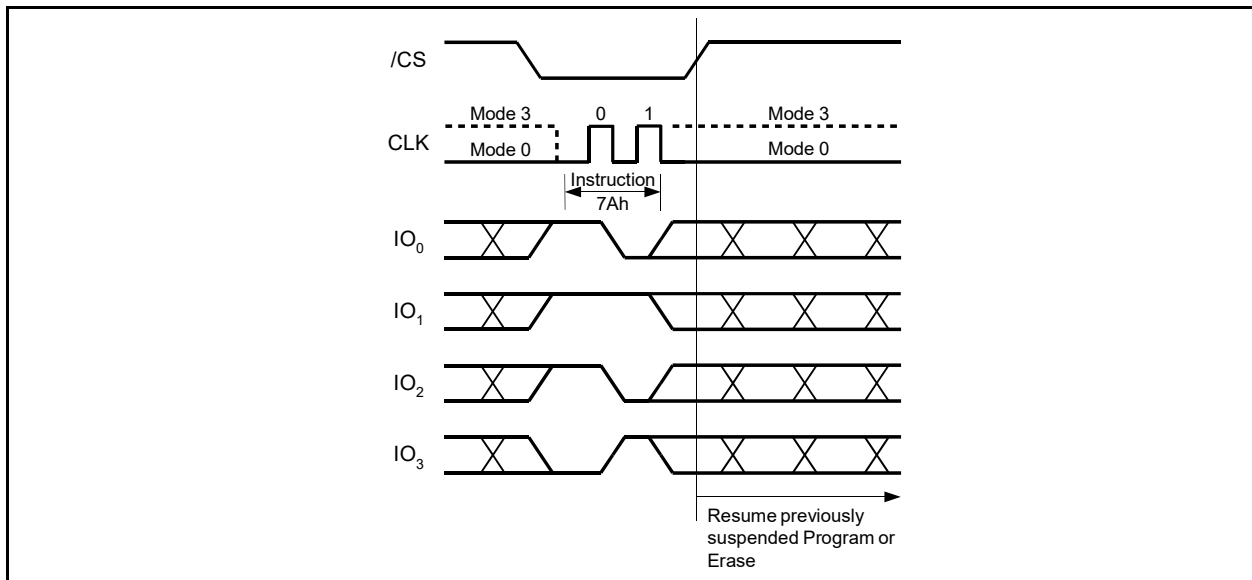 /CS
Mode 3 0 1 Mode 3
CLK
Mode 0 Mode 0
Instruction
7Ah
IO0
IO1
IO2
IO3
Resume previously
suspended Program or
Erase